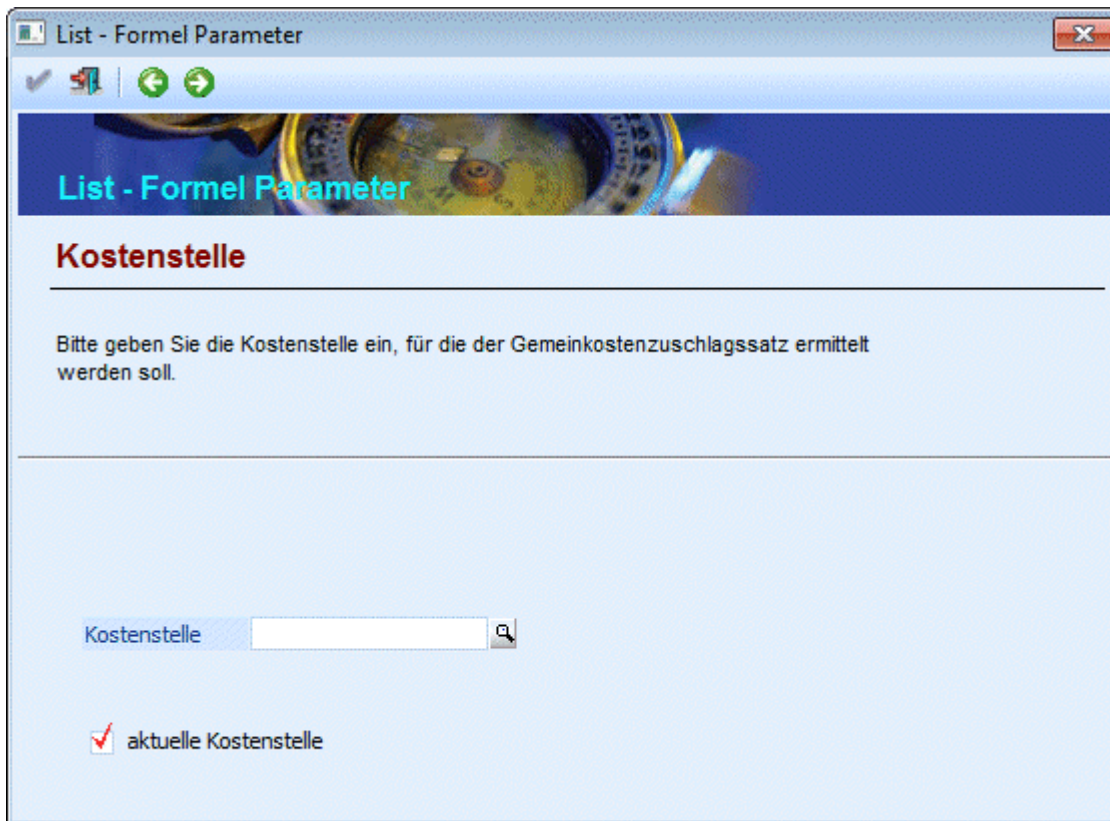 List - Formel Parameter
List - Formel Parameter
Kostenstelle
Bitte geben Sie die Kostenstelle ein, für die der Gemeinkostenzuschlagssatz ermittelt
werden soll.
Kostenstelle
aktuelle Kostenstelle